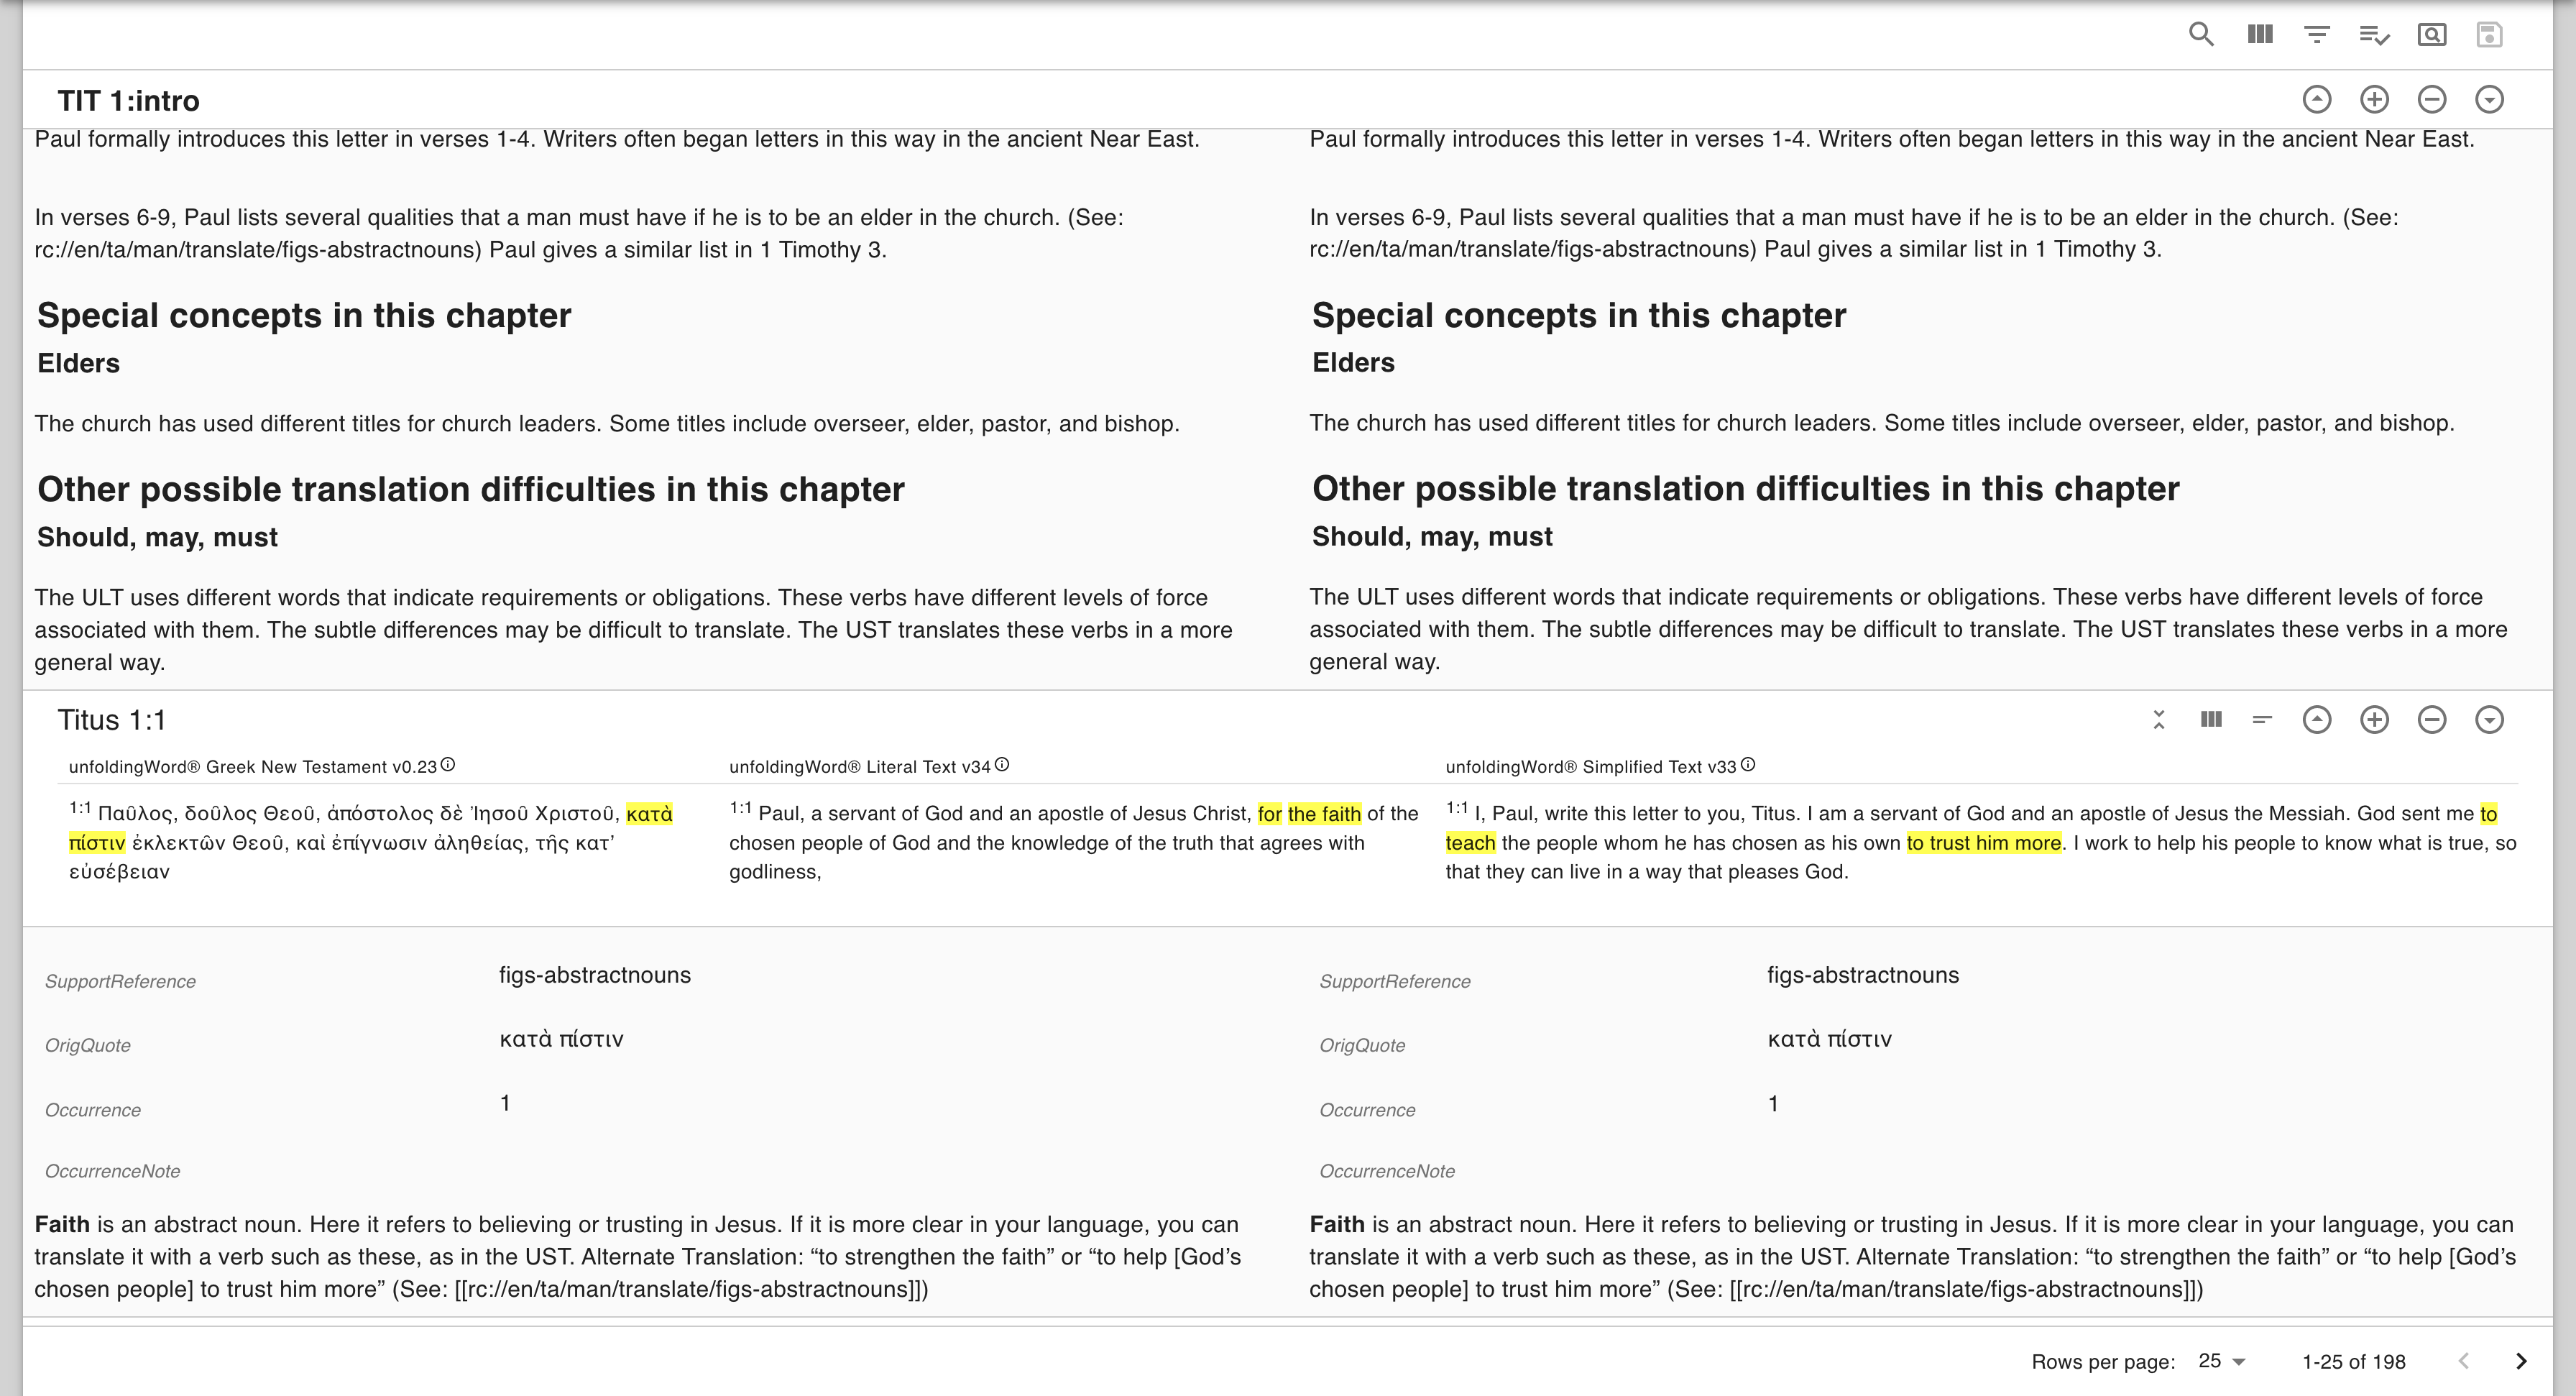 TIT 1:intro
Paul formally introduces this letter in verses 1-4. Writers often began letters in this way in the ancient Near East.
In verses 6-9, Paul lists several qualities that a man must have if he is to be an elder in the church. (See:
rc://en/ta/man/translate/figs-abstractnouns) Paul gives a similar list in 1 Timothy 3.
Special concepts in this chapter
Elders
The church has used different titles for church leaders. Some titles include overseer, elder, pastor, and bishop.
Other possible translation difficulties in this chapter
Should, may, must
The ULT uses different words that indicate requirements or obligations. These verbs have different levels of force
associated with them. The subtle differences may be difficult to translate. The UST translates these verbs in a more
general way.
Paul formally introduces this letter in verses 1-4. Writers often began letters in this way in the ancient Near East.
In verses 6-9, Paul lists several qualities that a man must have if he is to be an elder in the church. (See:
rc://en/ta/man/translate/figs-abstractnouns) Paul gives a similar list in 1 Timothy 3.
Special concepts in this chapter
Elders
The church has used different titles for church leaders. Some titles include overseer, elder, pastor, and bishop.
Other possible translation difficulties in this chapter
Should, may, must
The ULT uses different words that indicate requirements or obligations. These verbs have different levels of force
associated with them. The subtle differences may be difficult to translate. The UST translates these verbs in a more
general way.
Titus 1:1
unfoldingWord® Greek New Testament v0.23
1:1 Παῦλος, δοῦλος Θεοῦ, ἀπόστολος δὲ Ἰησοῦ Χριστοῦ, κατὰ
πίστιν ἐκλεκτῶν Θεοῦ, καὶ ἐπίγνωσιν ἀληθείας, τῆς κατ’
εὐσέβειαν
unfoldingWord® Literal Text v34
1:1 Paul, a servant of God and an apostle of Jesus Christ, for the faith of the
chosen people of God and the knowledge of the truth that agrees with
godliness,
unfoldingWord® Simplified Text v33
1:1 I, Paul, write this letter to you, Titus. I am a servant of God and an apostle of Jesus the Messiah. God sent me to
teach the people whom he has chosen as his own to trust him more. I work to help his people to know what is true, so
that they can live in a way that pleases God.
SupportReference figs-abstractnouns
OrigQuote κατὰ πίστιν
Occurrence 1
OccurrenceNote
Faith is an abstract noun. Here it refers to believing or trusting in Jesus. If it is more clear in your language, you can
translate it with a verb such as these, as in the UST. Alternate Translation: “to strengthen the faith” or “to help [God’s
chosen people] to trust him more” (See: [[rc://en/ta/man/translate/figs-abstractnouns]])
SupportReference figs-abstractnouns
OrigQuote κατὰ πίστιν
Occurrence 1
OccurrenceNote
Faith is an abstract noun. Here it refers to believing or trusting in Jesus. If it is more clear in your language, you can
translate it with a verb such as these, as in the UST. Alternate Translation: “to strengthen the faith” or “to help [God’s
chosen people] to trust him more” (See: [[rc://en/ta/man/translate/figs-abstractnouns]])
Rows per page: 25 1-25 of 198